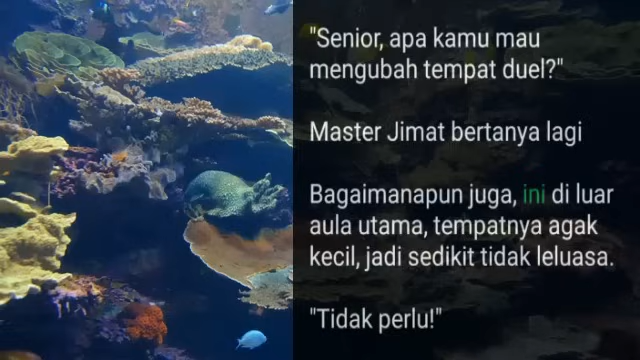 "Senior, apa kamu mau
mengubah tempat duel?"
Master Jimat bertanya lagi
Bagaimanapun juga, ini di luar
aula utama, tempatnya agak
kecil, jadi sedikit tidak leluasa.
"Tidak perlu!"